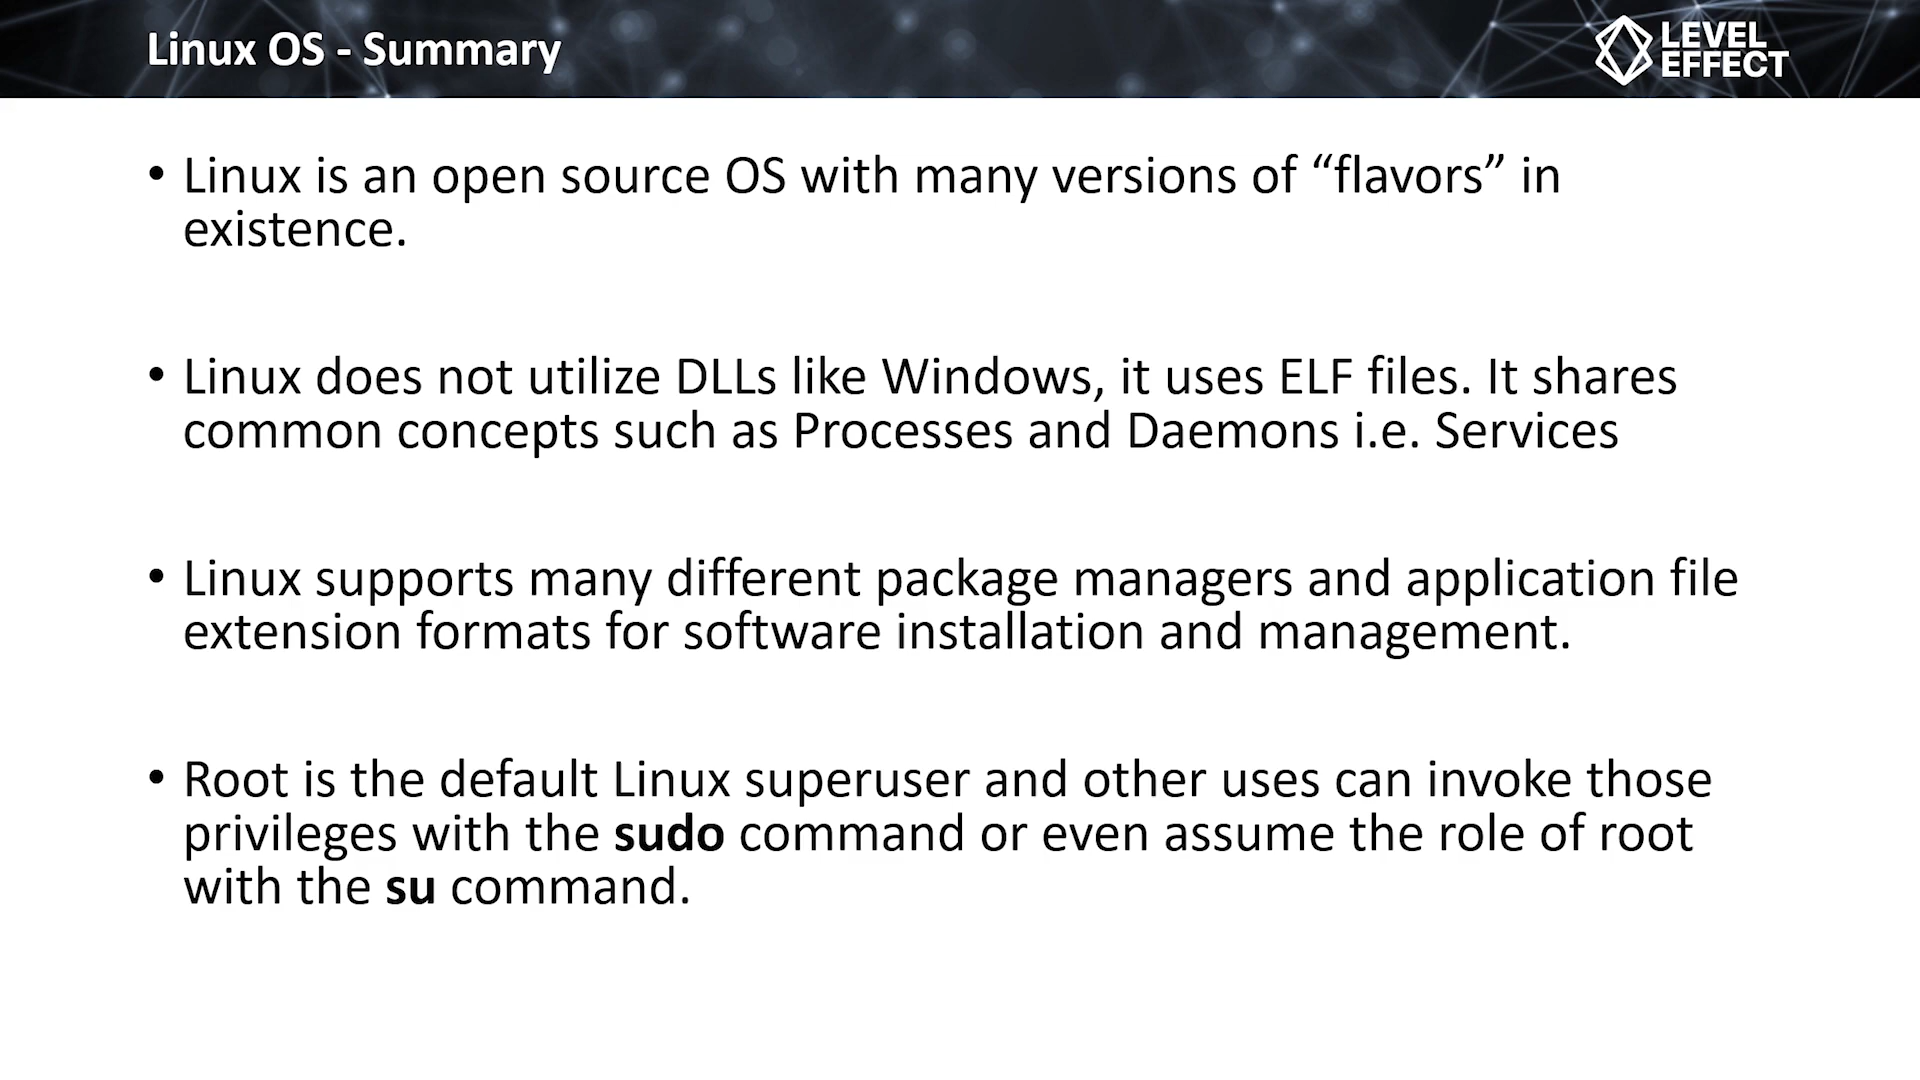 Linux OS - Summary
LEVEL
EFFECT
• Linux is an open source OS with many versions of “flavors” in
existence.
• Linux does not utilize DLLs like Windows, it uses ELF files. It shares
common concepts such as Processes and Daemons i.e. Services
• Linux supports many different package managers and application file
extension formats for software installation and management.
• Root is the default Linux superuser and other uses can invoke those
privileges with the sudo command or even assume the role of root
with the su command.